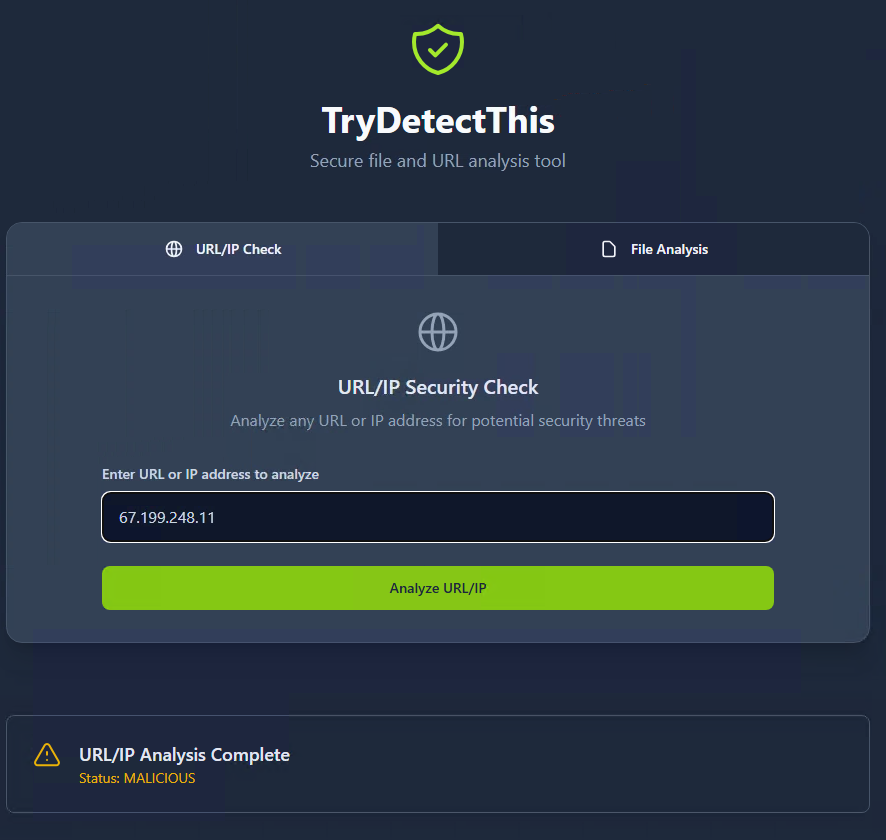 TryDetectThis
Secure file and URL analysis tool
URL/IP Check
File Analysis
URL/IP Security Check
Analyze any URL or IP address for potential security threats
Enter URL or IP address to analyze
67.199.248.11
Analyze URL/IP
URL/IP Analysis Complete
Status: MALICIOUS